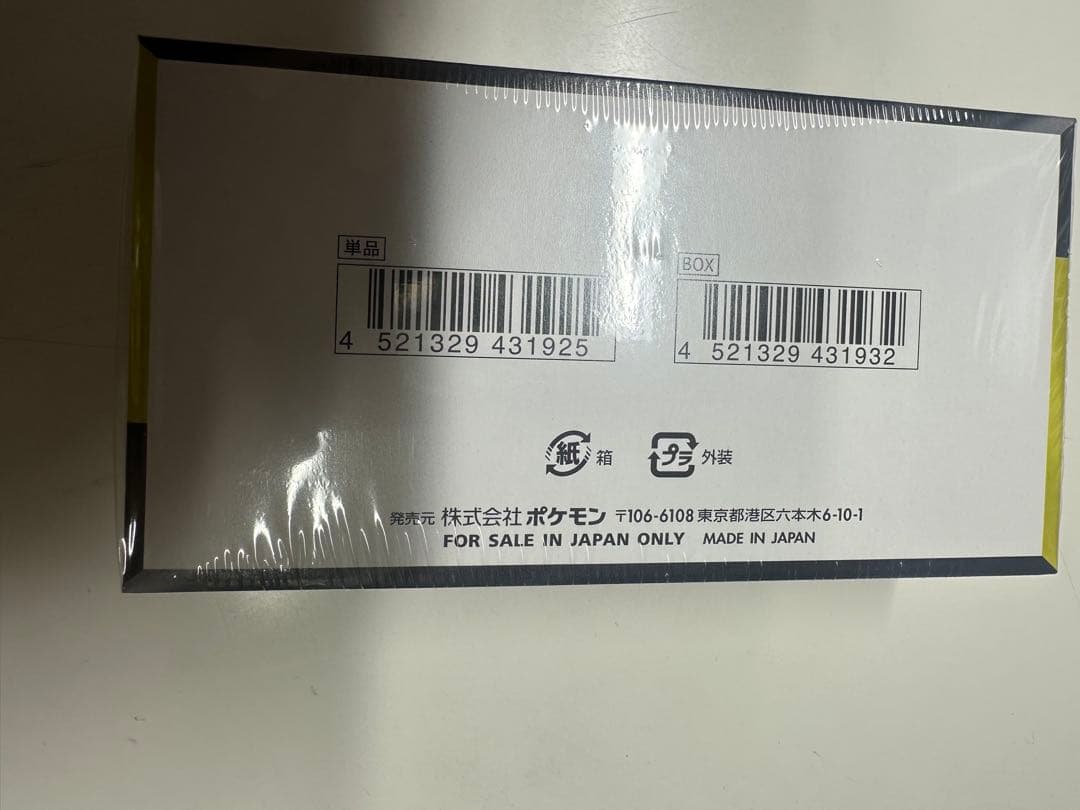 単品
BOX
4 521329 431925
4 521329 431932
紙 箱
プラ 外装
発売元 株式会社ポケモン 〒106-6108 東京都港区六本木6-10-1
FOR SALE IN JAPAN ONLY MADE IN JAPAN